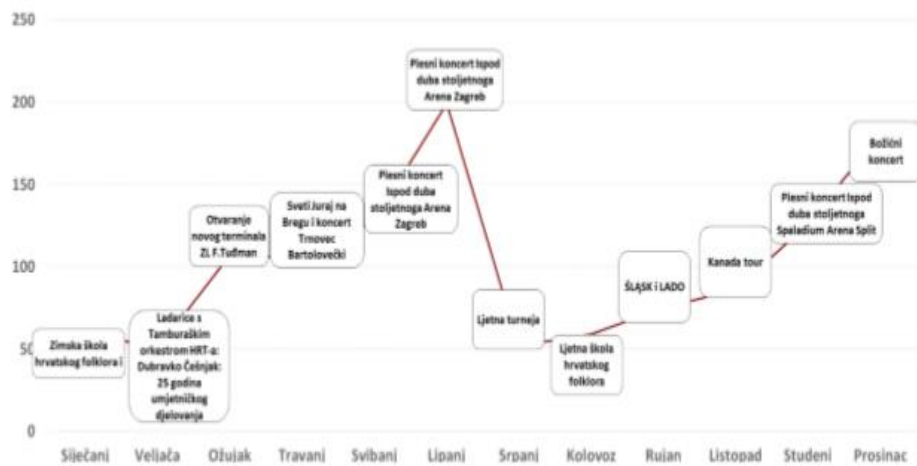 250
200
150
100
50
0
Zimska škola
hrvatskog folklora i
Ladarice s
Tamburaškim
orkestrom HRT-a:
Dubravko Češnjak:
25 godina
umjetničkog
djelovanja
Otvaranje
novog terminala
ZL F.Tuđman
Sveti Juraj na
Bregu i koncert
Trnovec
Bartolovečki
Plesni koncert
Ispod duba
stoljetnoga Arena
Zagreb
Plesni koncert Ispod
duba stoljetnoga
Arena Zagreb
Ljetna turneja
Ljetna škola
hrvatskog
folklora
ŚLĄSK i LADO
Kanada tour
Plesni koncert Ispod
duba stoljetnoga
Spaladium Arena Split
Božićni
koncert
Siječanj Veljača Ožujak Travanj Svibanj Lipanj Srpanj Kolovoz Rujan Listopad Studeni Prosinac